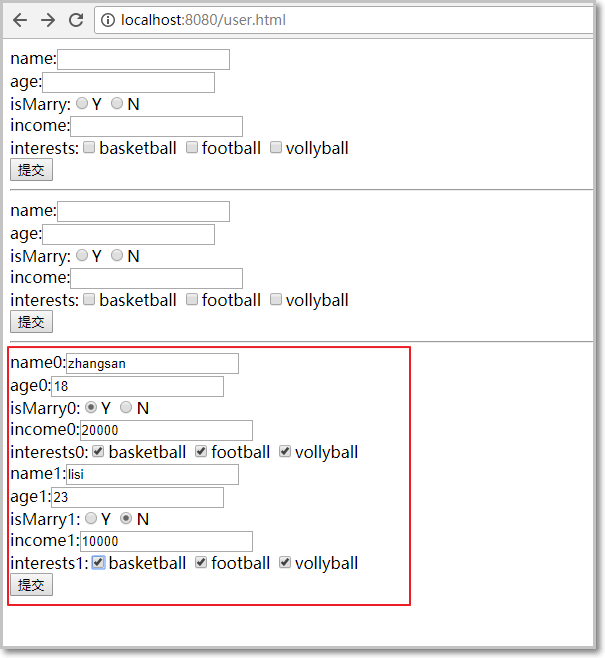 localhost:8080/user.html
name:
age:
isMarry: Y N
income:
interests: basketball football vollyball
提交
name:
age:
isMarry: Y N
income:
interests: basketball football vollyball
提交
name0:zhangsan
age0:18
isMarry0: Y N
income0:20000
interests0: basketball football vollyball
name1:lisi
age1:23
isMarry1: Y N
income1:10000
interests1: basketball football vollyball
提交